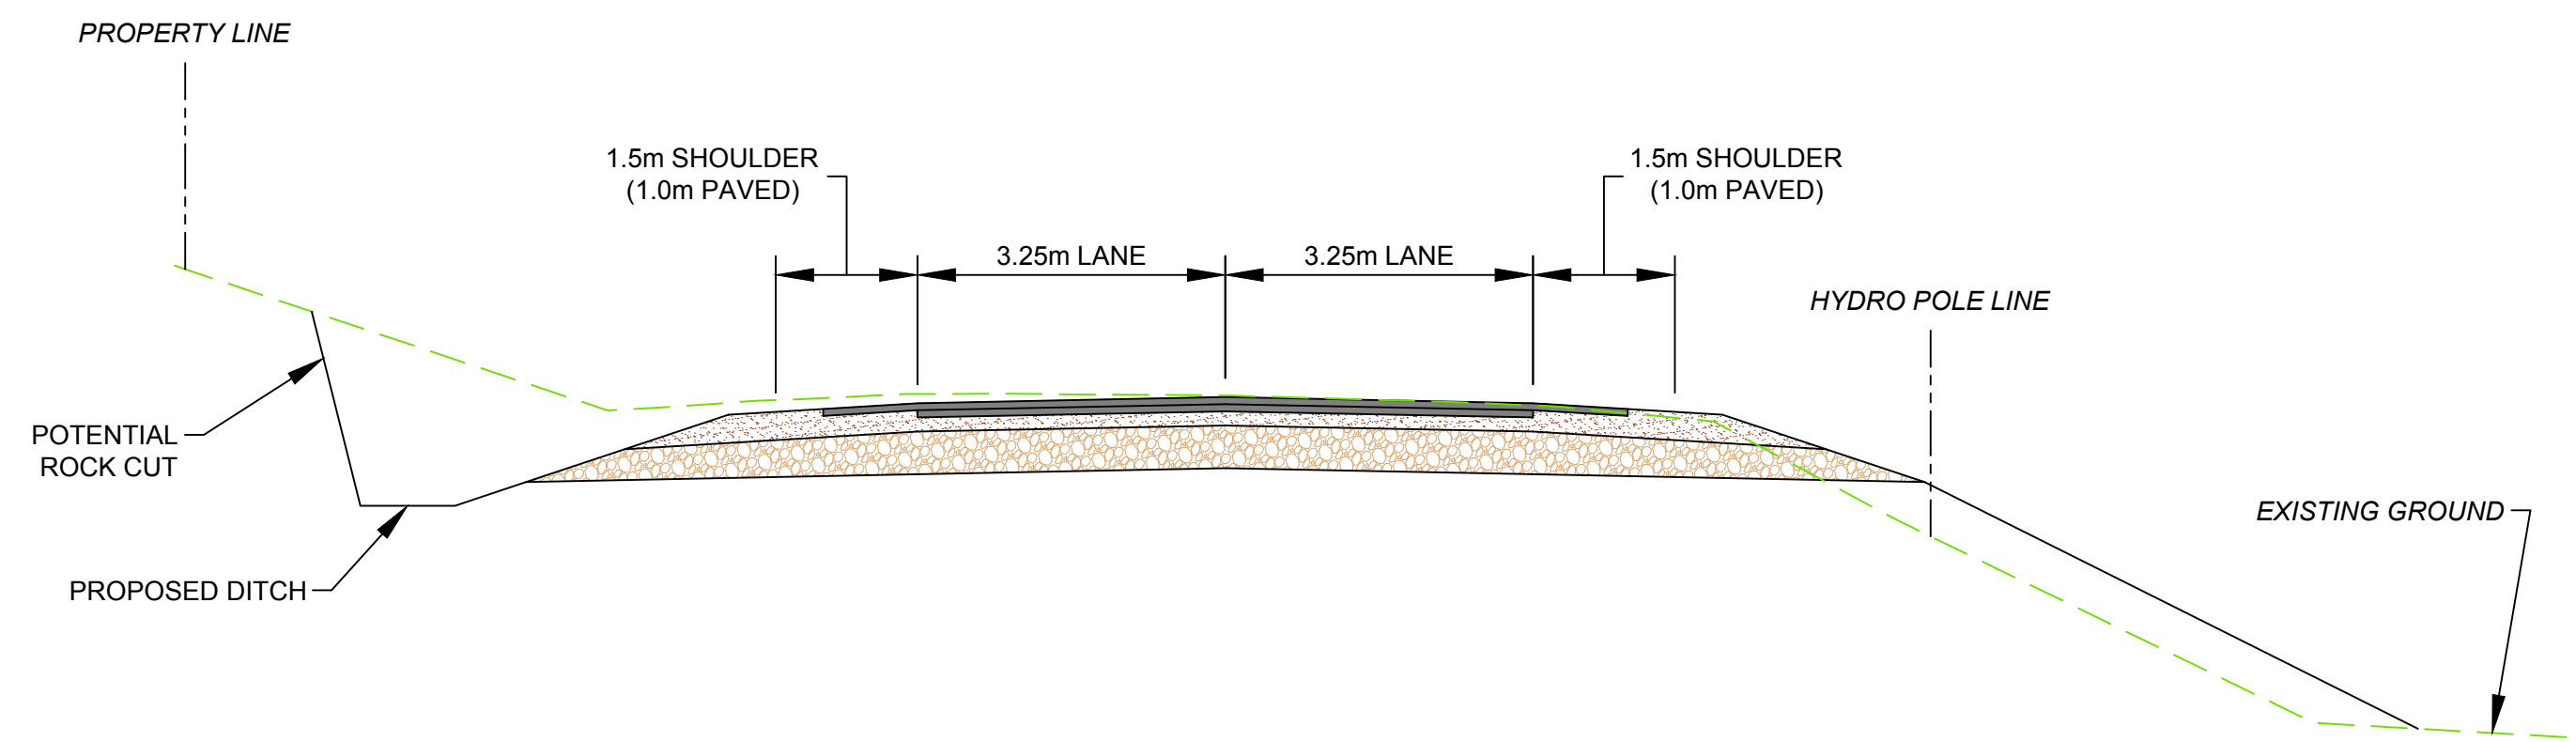 PROPERTY LINE
1.5m SHOULDER
(1.0m PAVED)
1.5m SHOULDER
(1.0m PAVED)
3.25m LANE
3.25m LANE
HYDRO POLE LINE
POTENTIAL
ROCK CUT
EXISTING GROUND
PROPOSED DITCH